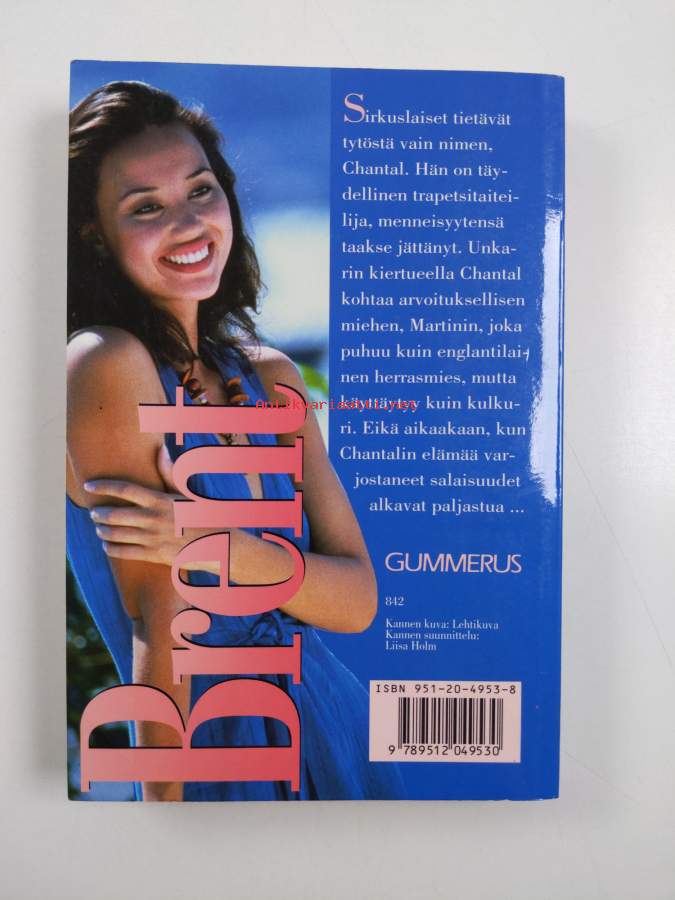 Sirkuslaiset tietävät
tytöstä vain nimen,
Chantal. Hän on täy-
dellinen trapetsitaitei-
lija, menneisyytensä
taakse jättänyt. Unka-
rin kiertueella Chantal
kohtaa arvoituksellisen
miehen, Martinin, joka
puhuu kuin englantilai-
nen herrasmies, mutta
käyttäytyy kuin kulku-
ri. Eikä aikaakaan, kun
Chantalin elämää var-
jostaneet salaisuudet
alkavat paljastua ...
Brent
Antikvariaatti.net
GUMMERUS
842
Kannen kuva: Lehtikuva
Kannen suunnittelu:
Liisa Holm
ISBN 951-20-4953-8
9 789512 049530